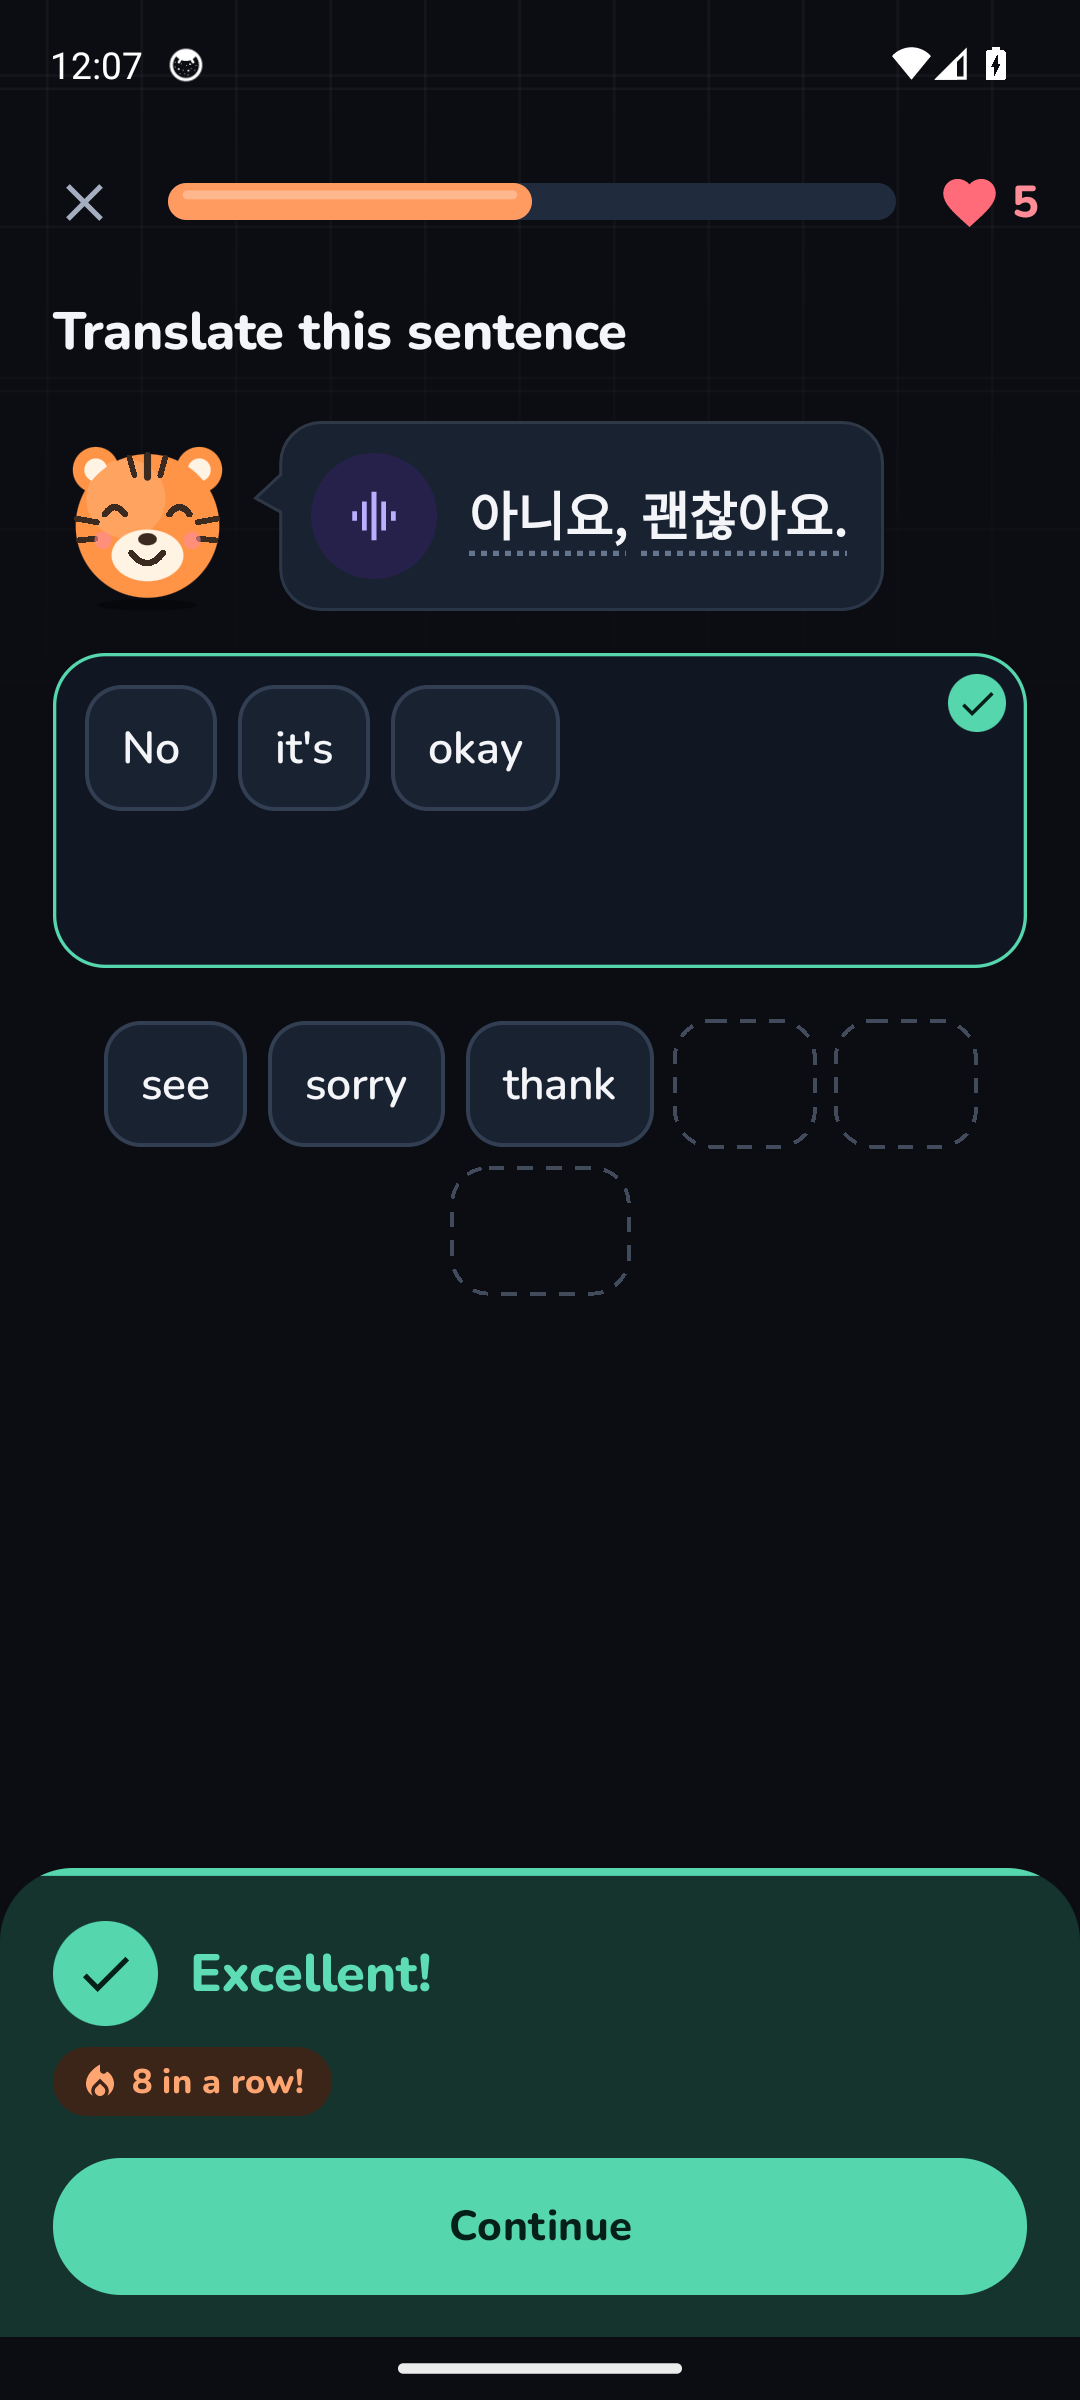 12:07
5
Translate this sentence
아니요, 괜찮아요.
No it's okay
see sorry thank
Excellent!
8 in a row!
Continue